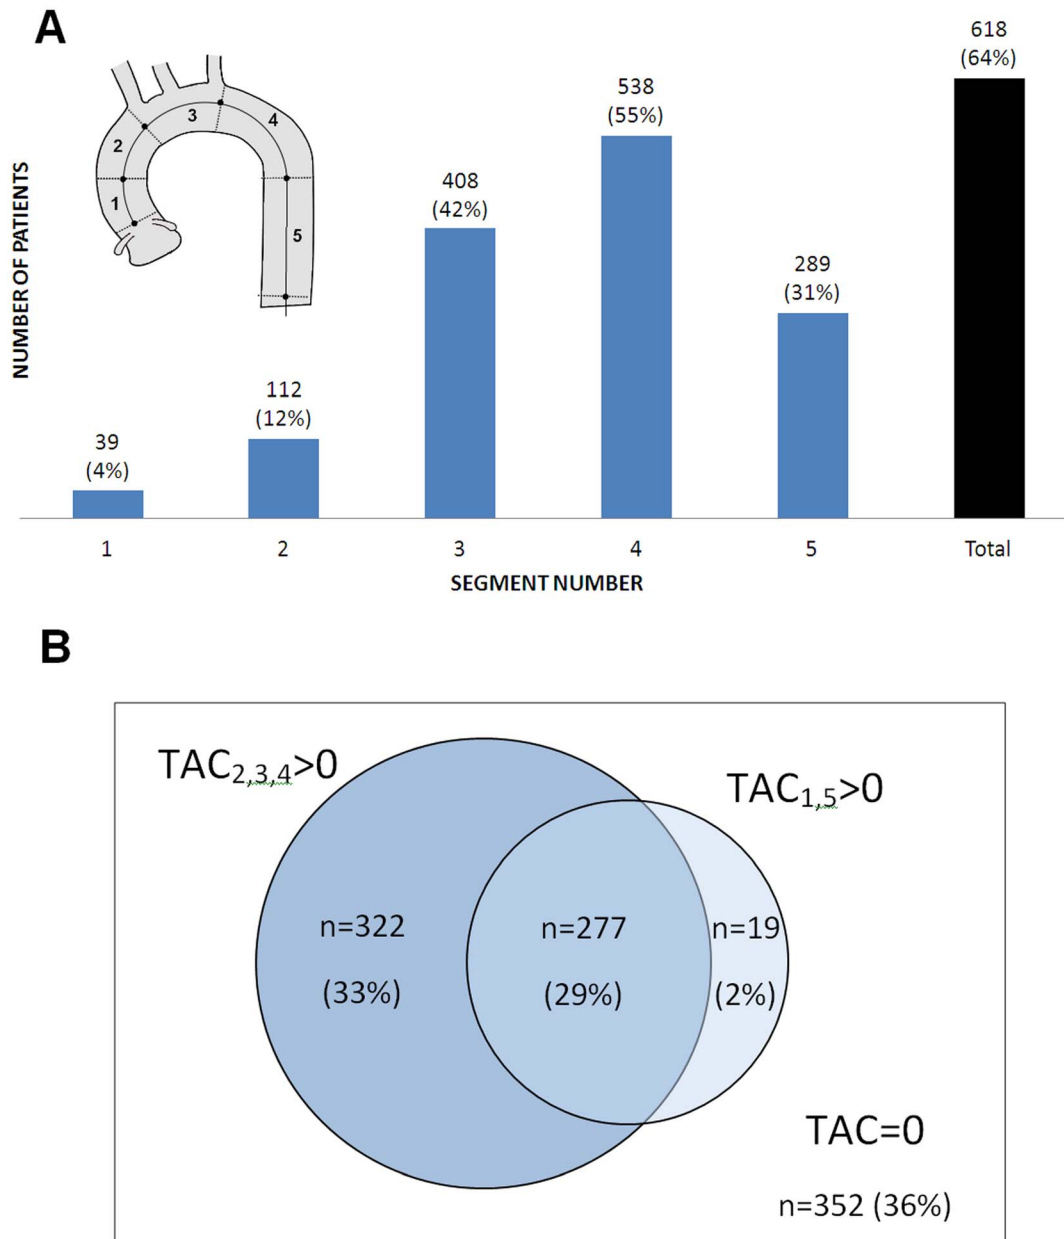 A
1
2
3
4
5
NUMBER OF PATIENTS
39
(4%)
112
(12%)
408
(42%)
538
(55%)
289
(31%)
618
(64%)
1
2
3
4
5
Total
SEGMENT NUMBER
B
TAC2,3,4>0
TAC1,5>0
n=322
(33%)
n=277
(29%)
n=19
(2%)
TAC=0
n=352 (36%)